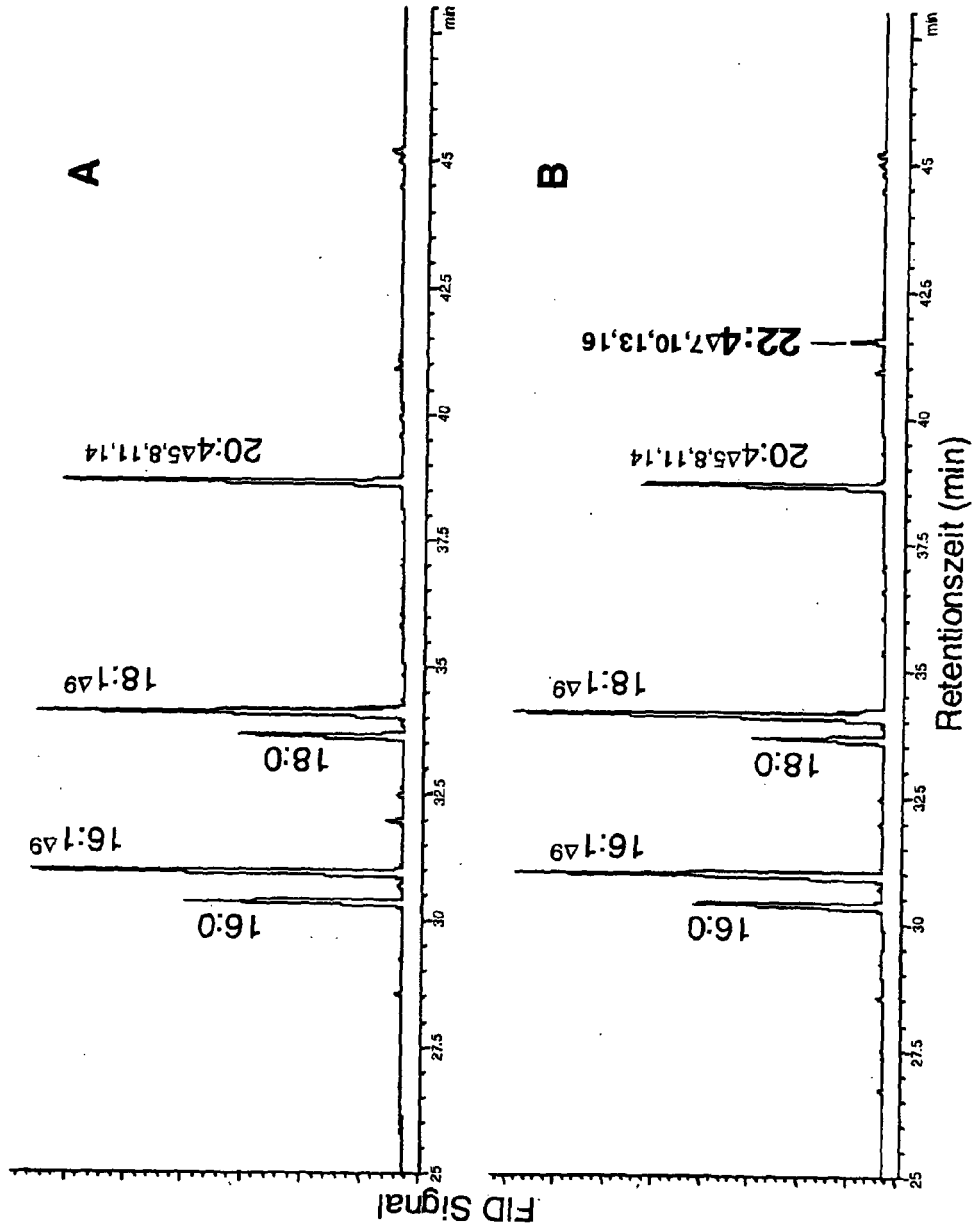 A
FID Signal
16:0
16:1Δ9
18:0
18:1Δ9
20:4Δ5,8,11,14
25
27.5
30
32.5
35
37.5
40
42.5
45
min
B
16:0
16:1Δ9
18:0
18:1Δ9
20:4Δ5,8,11,14
22:4Δ7,10,13,16
25
27.5
30
32.5
35
37.5
40
42.5
45
min
Retentionszeit (min)